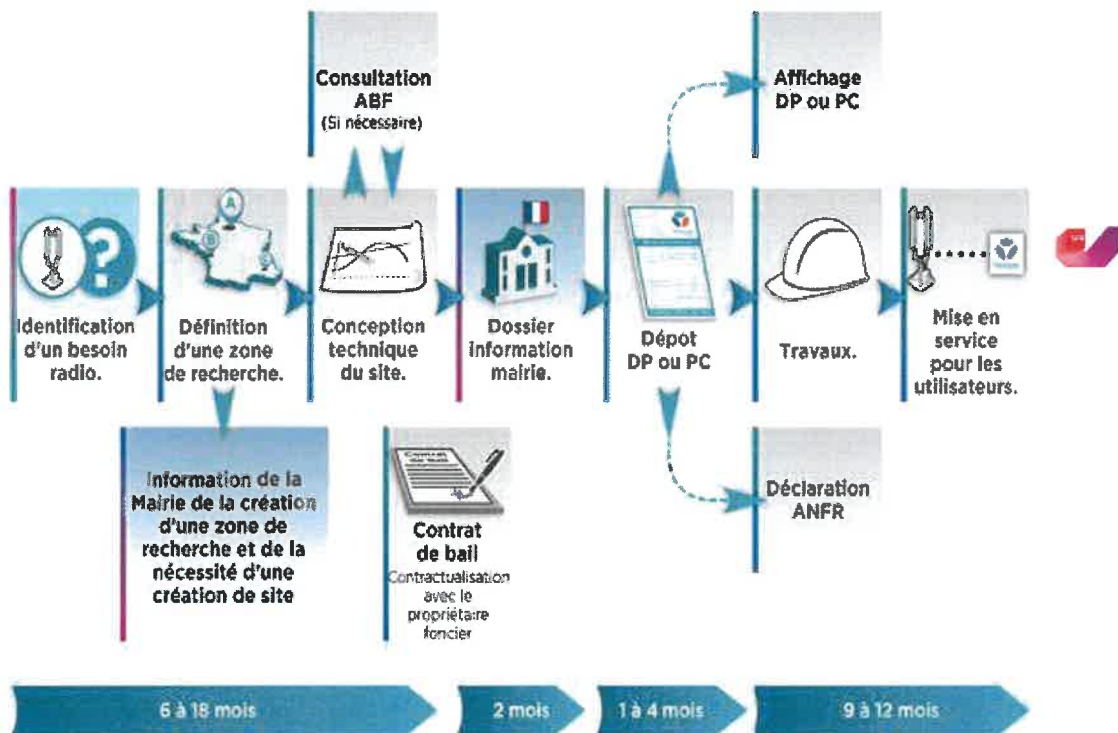 Consultation
ABF
(Si nécessaire)
Affichage
DP ou PC
A
B
Identification
d'un besoin
radio.
Définition
d'une zone
de recherche.
Conception
technique
du site.
Dossier
information
mairie.
Dépot
DP ou PC
Travaux.
Mise en
service
pour les
utilisateurs.
Information de la
Mairie de la création
d'une zone de
recherche et de la
nécessité d'une
création de site
Contrat
de bail
Contrat
de bail
Contractualisation
avec le
propriétaire
foncier
Déclaration
ANFR
6 à 18 mois
2 mois
1 à 4 mois
9 à 12 mois